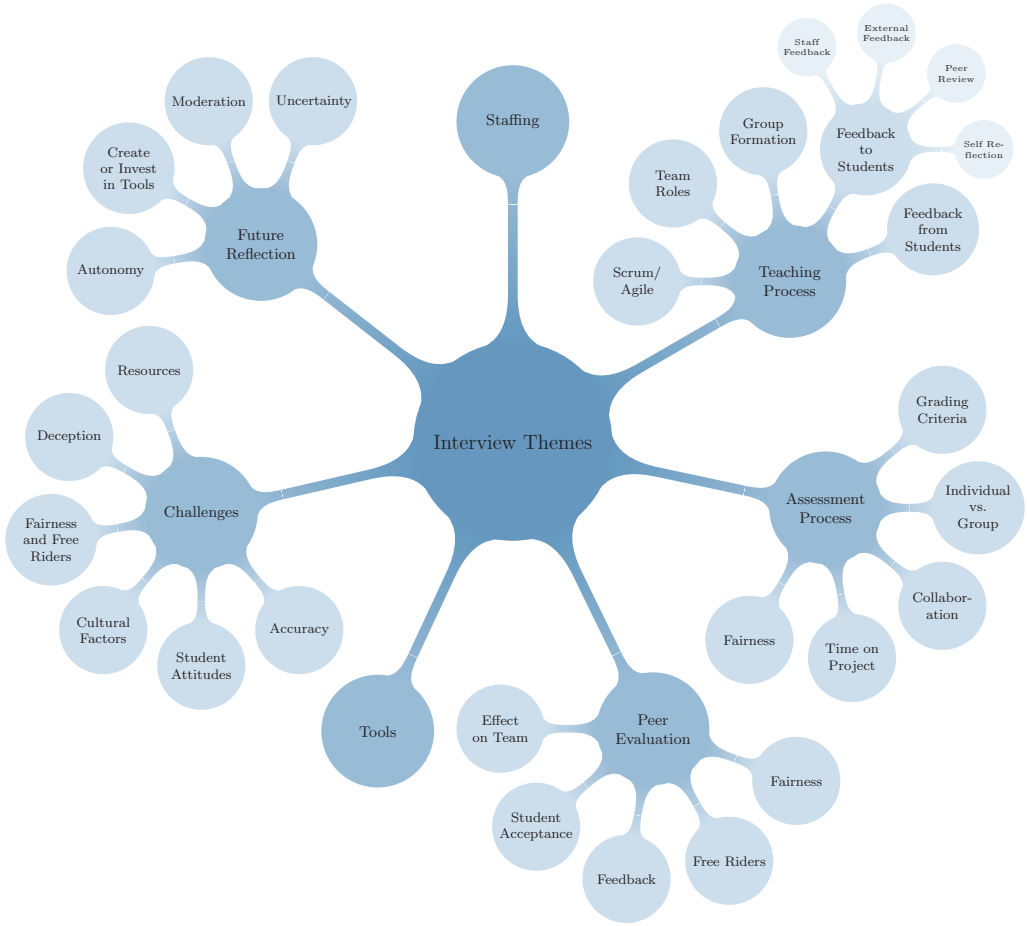 Interview Themes
Staffing
Teaching
Process
Scrum/
Agile
Team
Roles
Group
Formation
Feedback
to
Students
Staff
Feedback
External
Feedback
Peer
Review
Self Re-
flection
Feedback
from
Students
Assessment
Process
Grading
Criteria
Individual
vs.
Group
Collabor-
ation
Time on
Project
Fairness
Peer
Evaluation
Fairness
Free Riders
Feedback
Student
Acceptance
Effect
on Team
Tools
Challenges
Accuracy
Student
Attitudes
Cultural
Factors
Fairness
and Free
Riders
Deception
Resources
Future
Reflection
Autonomy
Create
or Invest
in Tools
Moderation
Uncertainty